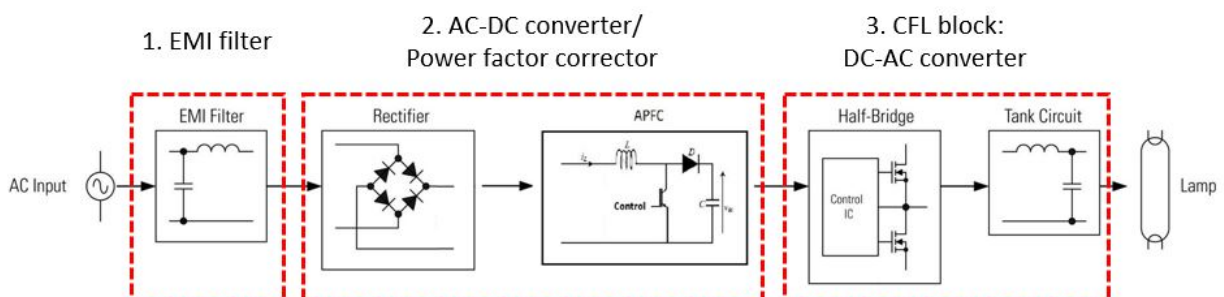 1. EMI filter
2. AC-DC converter/
Power factor corrector
3. CFL block:
DC-AC converter
EMI Filter
Rectifier
APFC
Half-Bridge
Tank Circuit
AC Input
Lamp
L
D
C
Control
Control
IC